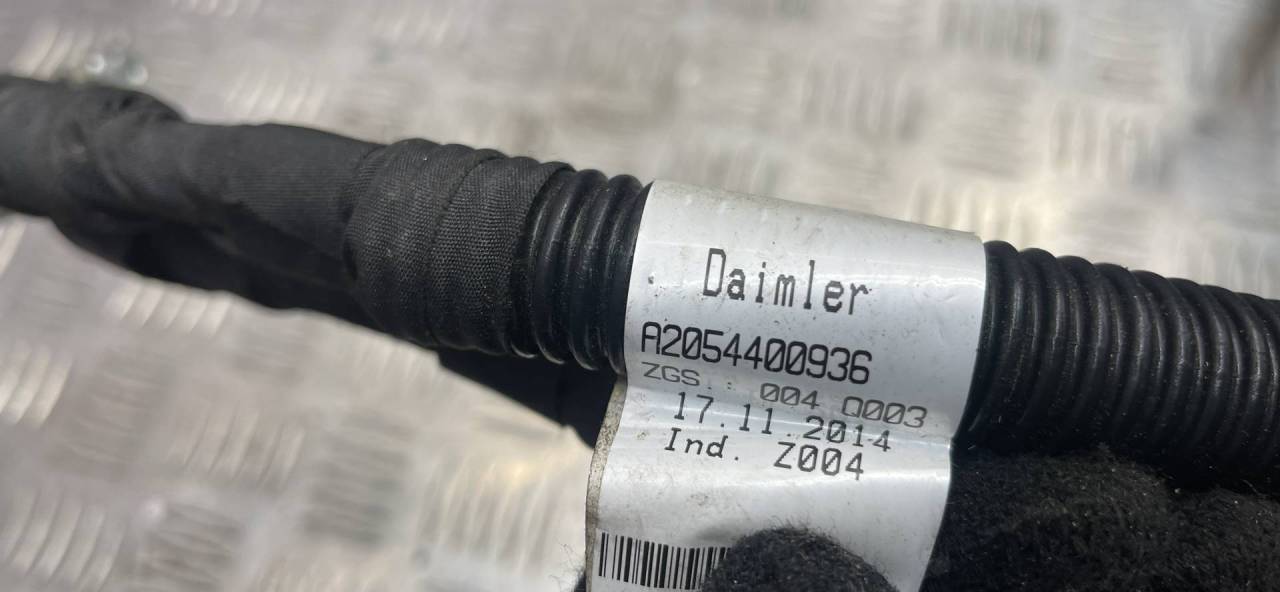 Daimler
A2054400936
ZGS.: 004 Q003
17.11.2014
Ind. Z004